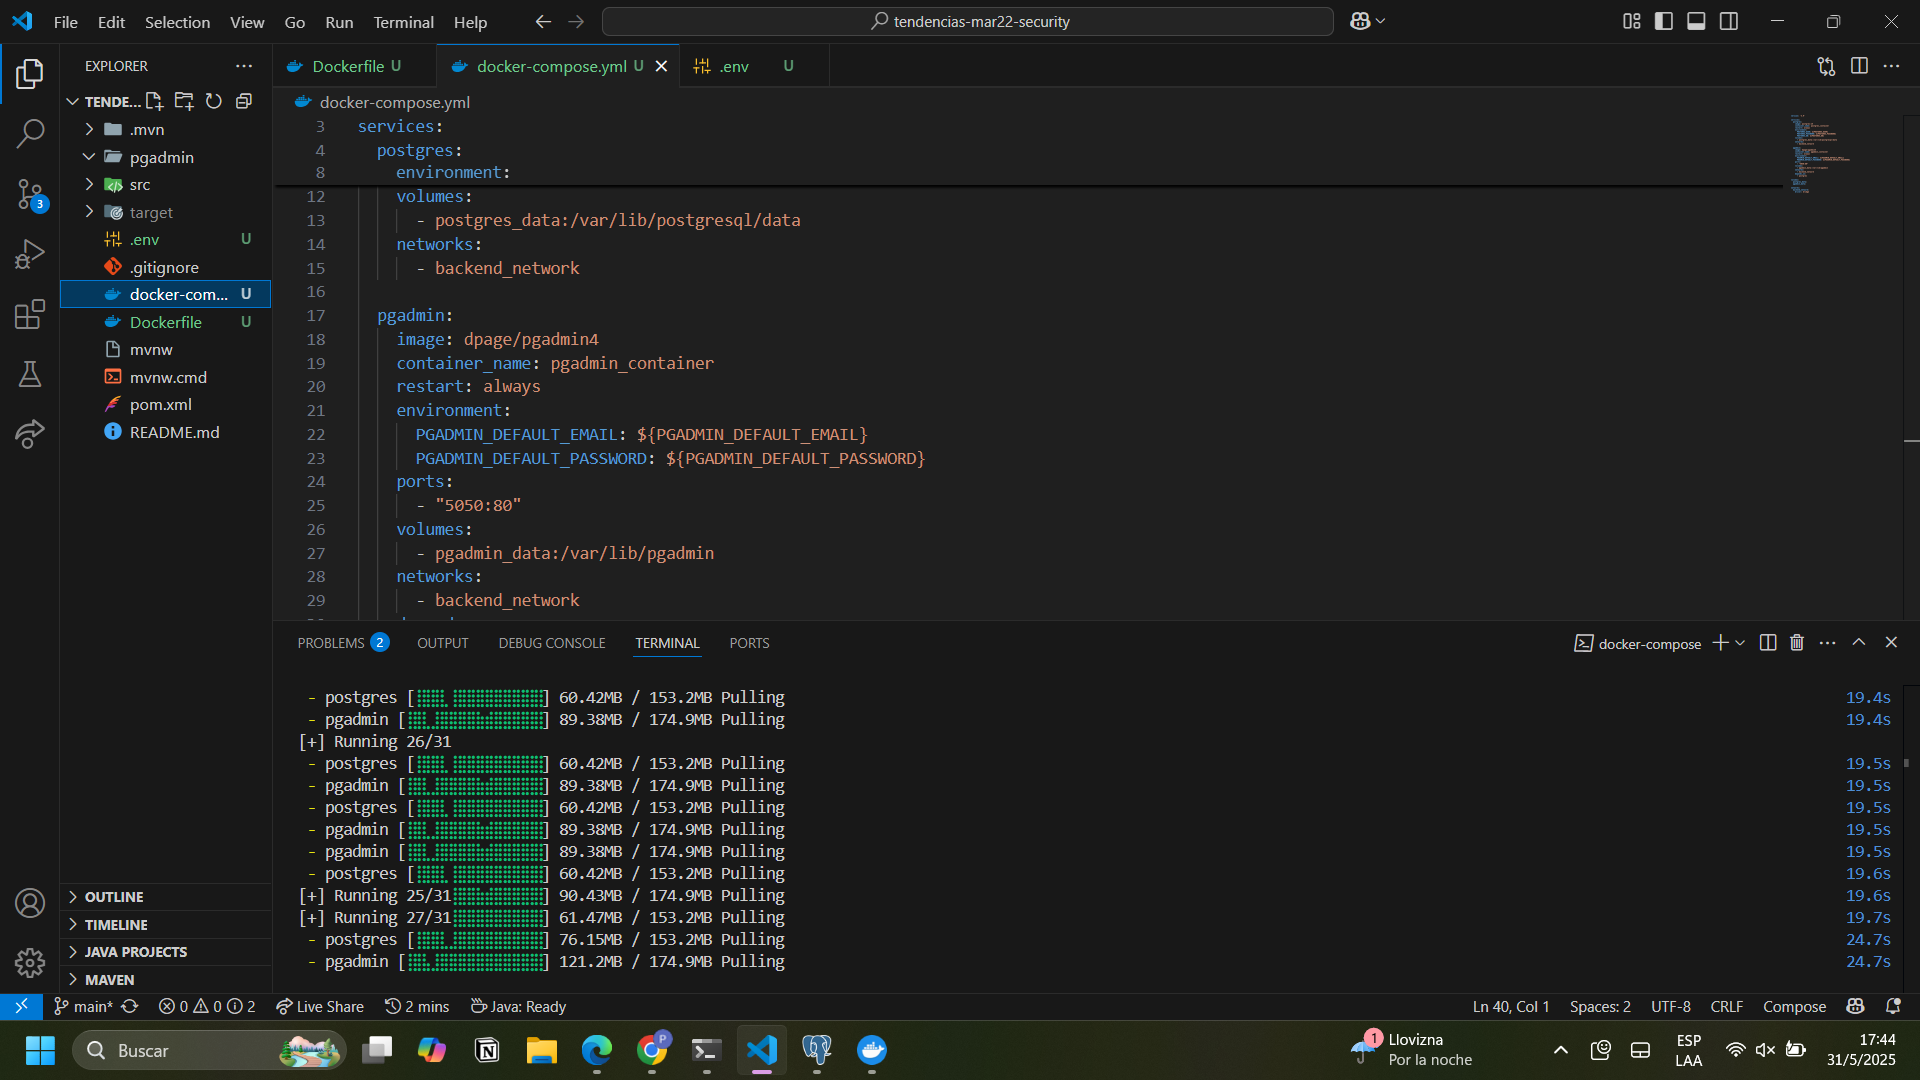 File Edit Selection View Go Run Terminal Help
tendencias-mar22-security
EXPLORER
TENDE...
.mvn
pgadmin
src
target
.env U
.gitignore
docker-com... U
Dockerfile U
mvnw
mvnw.cmd
pom.xml
README.md
OUTLINE
TIMELINE
JAVA PROJECTS
MAVEN
3
Dockerfile U
docker-compose.yml U
.env U
docker-compose.yml
3 services:
4 postgres:
8 environment:
12 volumes:
13 - postgres_data:/var/lib/postgresql/data
14 networks:
15 - backend_network
16
17 pgadmin:
18 image: dpage/pgadmin4
19 container_name: pgadmin_container
20 restart: always
21 environment:
22 PGADMIN_DEFAULT_EMAIL: ${PGADMIN_DEFAULT_EMAIL}
23 PGADMIN_DEFAULT_PASSWORD: ${PGADMIN_DEFAULT_PASSWORD}
24 ports:
25 - "5050:80"
26 volumes:
27 - pgadmin_data:/var/lib/pgadmin
28 networks:
29 - backend_network
PROBLEMS 2 OUTPUT DEBUG CONSOLE TERMINAL PORTS
docker-compose
- postgres [] 60.42MB / 153.2MB Pulling 19.4s
- pgadmin [] 89.38MB / 174.9MB Pulling 19.4s
[+] Running 26/31
- postgres [] 60.42MB / 153.2MB Pulling 19.5s
- pgadmin [] 89.38MB / 174.9MB Pulling 19.5s
- postgres [] 60.42MB / 153.2MB Pulling 19.5s
- pgadmin [] 89.38MB / 174.9MB Pulling 19.5s
- pgadmin [] 89.38MB / 174.9MB Pulling 19.5s
- postgres [] 60.42MB / 153.2MB Pulling 19.6s
[+] Running 25/31 ] 90.43MB / 174.9MB Pulling 19.6s
[+] Running 27/31 ] 61.47MB / 153.2MB Pulling 19.7s
- postgres [] 76.15MB / 153.2MB Pulling 24.7s
- pgadmin [] 121.2MB / 174.9MB Pulling 24.7s
main* 0 0 2 Live Share 2 mins Java: Ready
Ln 40, Col 1 Spaces: 2 UTF-8 CRLF Compose
Buscar
P
1
Llovizna
Por la noche
ESP
LAA
17:44
31/5/2025